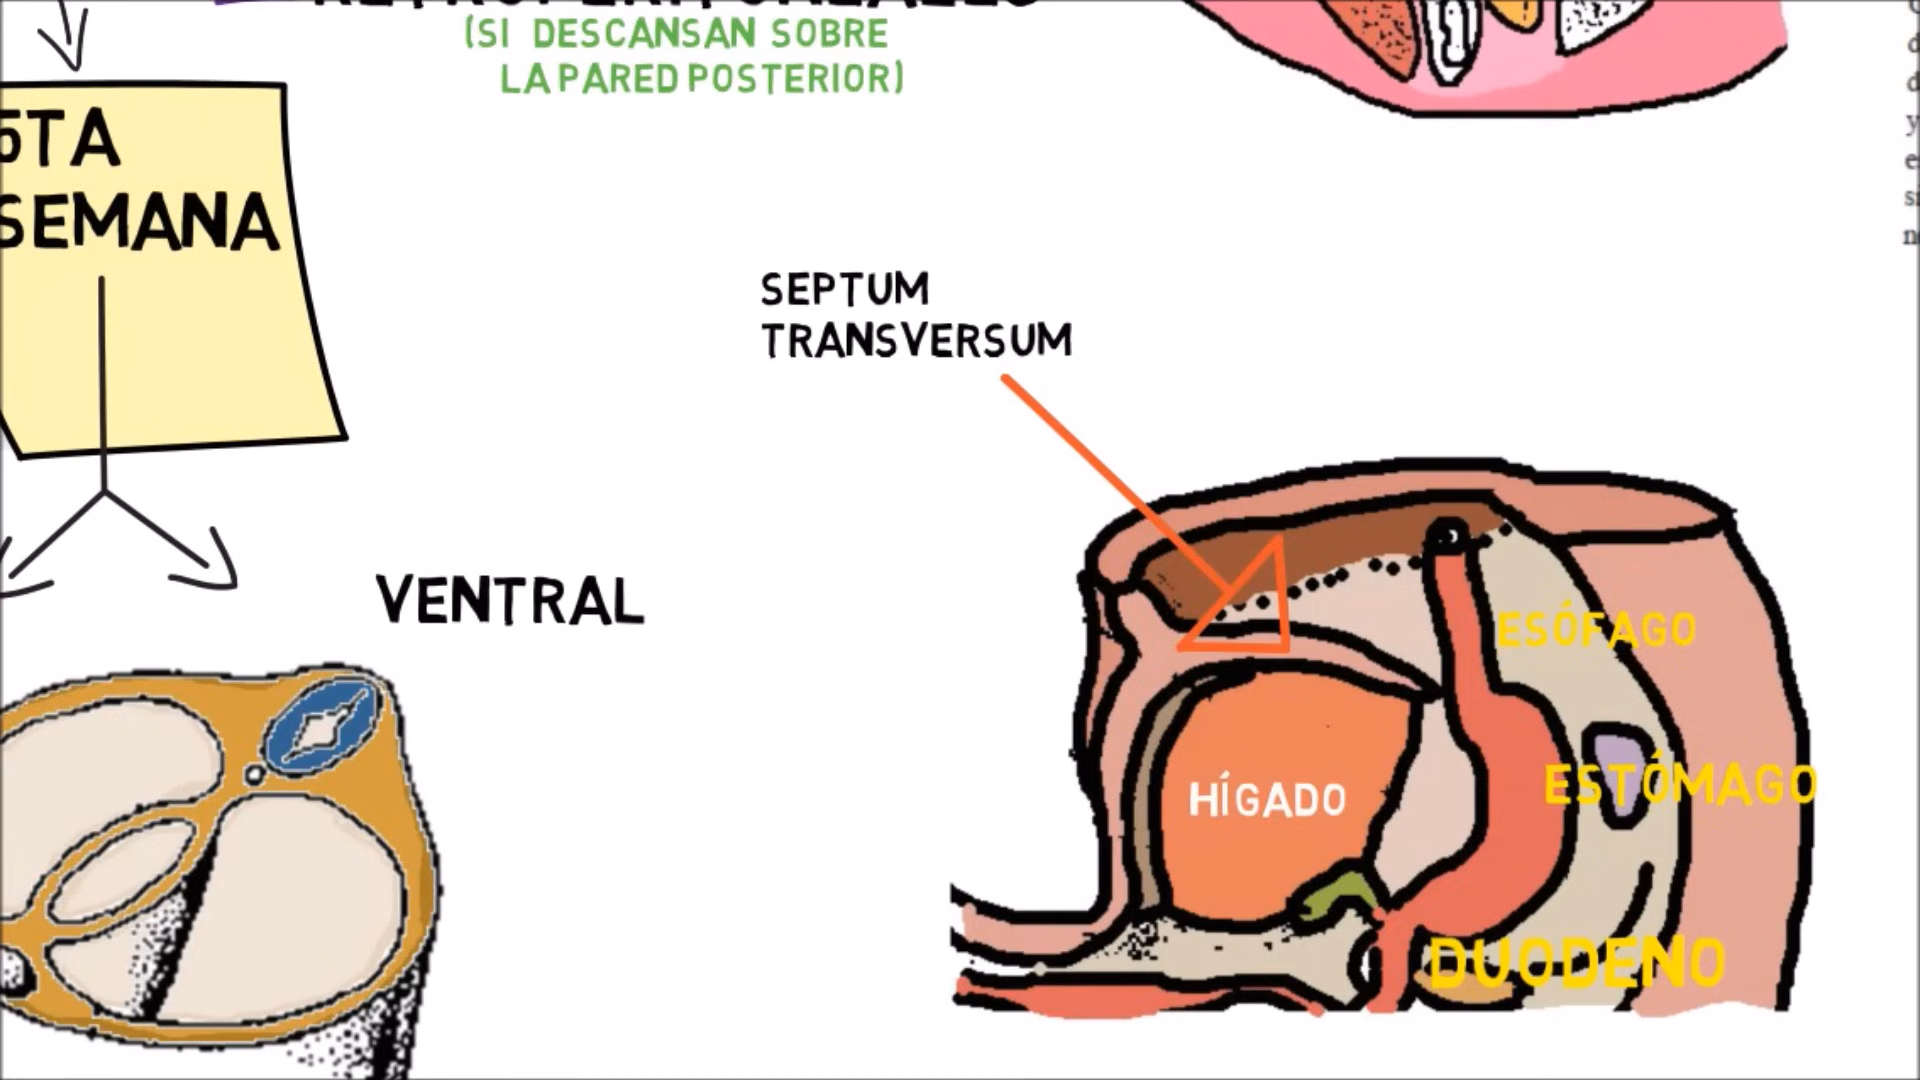 (SI DESCANSAN SOBRE
LA PARED POSTERIOR)
5TA
SEMANA
SEPTUM
TRANSVERSUM
VENTRAL
ESÓFAGO
ESTÓMAGO
HÍGADO
DUODENO